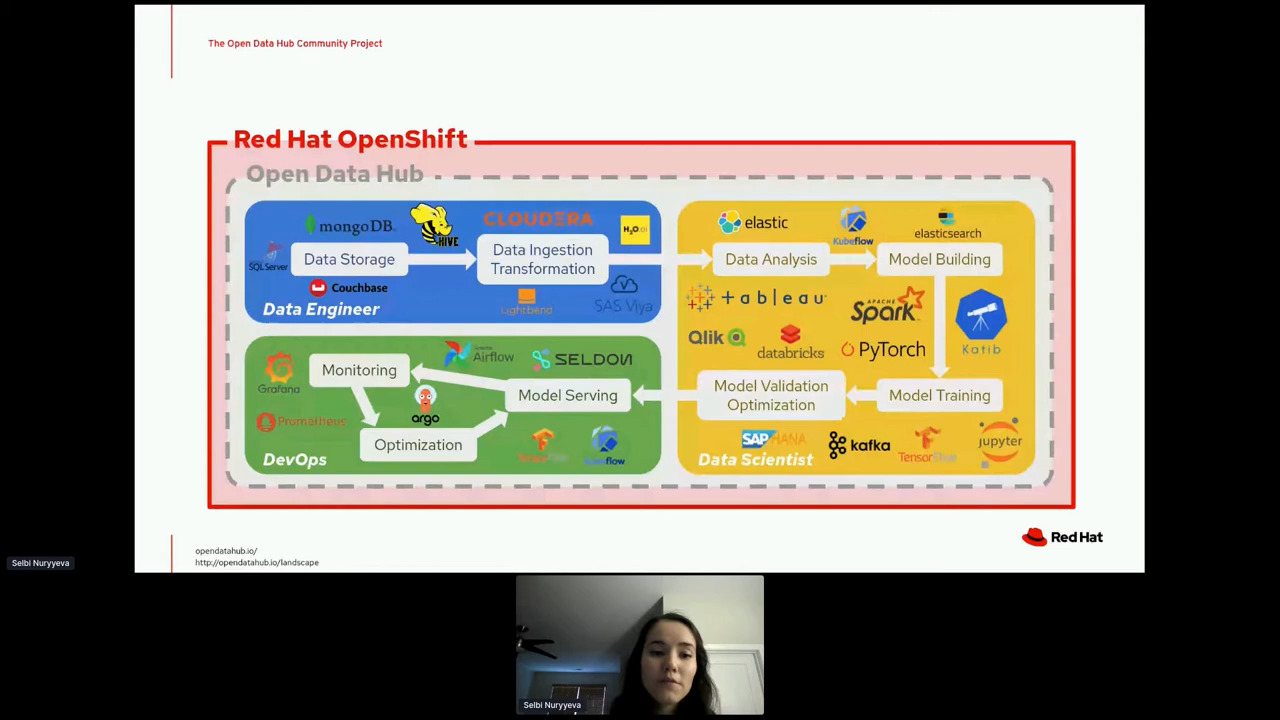 The Open Data Hub Community Project
Red Hat OpenShift
Open Data Hub
mongoDB
HIVE
CLOUDERA
H2O.ai
SQL Server
Data Storage
Data Ingestion
Transformation
Couchbase
Lightbend
SAS Viya
Data Engineer
elastic
Kubeflow
elasticsearch
Data Analysis
Model Building
+ a b l e a u
APACHE
Spark
Katib
Qlik
databricks
PyTorch
Model Validation
Optimization
Model Training
SAP HANA
kafka
TensorFlow
jupyter
Data Scientist
Grafana
Monitoring
Airflow
SELDON
Model Serving
Prometheus
argo
Optimization
TensorFlow
Kubeflow
DevOps
opendatahub.io/
http://opendatahub.io/landscape
Red Hat
Selbi Nuryyeva
Selbi Nuryyeva